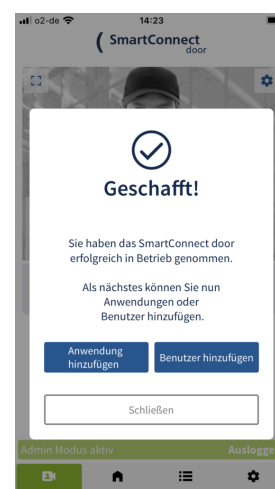 o2-de
14:23
SmartConnect
door
Geschafft!
Sie haben das SmartConnect door
erfolgreich in Betrieb genommen.
Als nächstes können Sie nun
Anwendungen oder
Benutzer hinzufügen.
Anwendung
hinzufügen
Benutzer hinzufügen
Schließen
Admin Modus aktiv
Auslogge